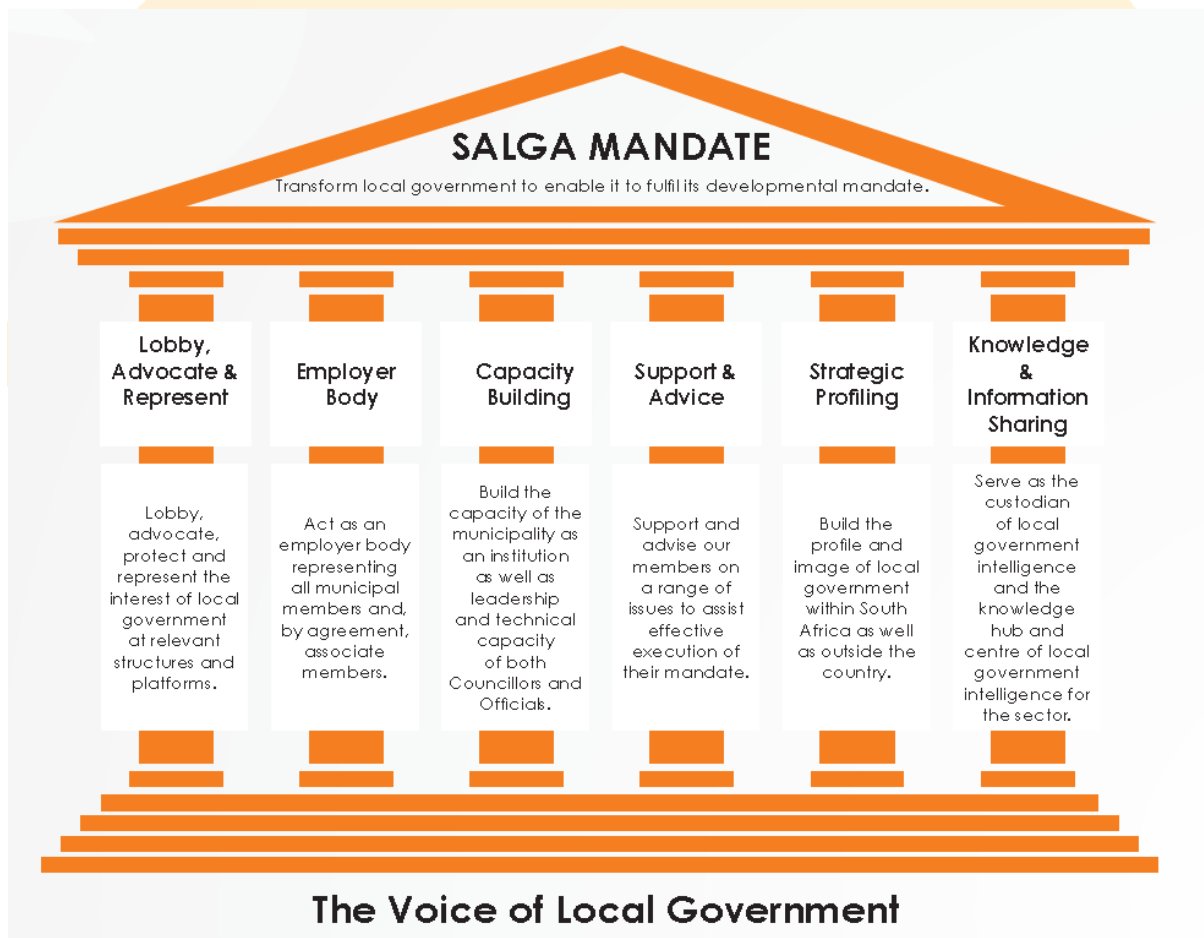 SALGA MANDATE
Transform local government to enable it to fulfil its developmental mandate.
Lobby,
Advocate &
Represent
Employer
Body
Capacity
Building
Support &
Advice
Strategic
Profiling
Knowledge
&
Information
Sharing
Lobby,
advocate,
protect and
represent the
interest of local
government
at relevant
structures and
platforms.
Act as an
employer body
representing
all municipal
members and,
by agreement,
associate
members.
Build the
capacity of the
municipality as
an institution
as well as
leadership
and technical
capacity
of both
Councillors and
Officials.
Support and
advise our
members on
a range of
issues to assist
effective
execution of
their mandate.
Build the
profile and
image of local
government
within South
Africa as well
as outside the
country.
Serve as the
custodian
of local
government
intelligence
and the
knowledge
hub and
centre of local
government
intelligence for
the sector.
The Voice of Local Government